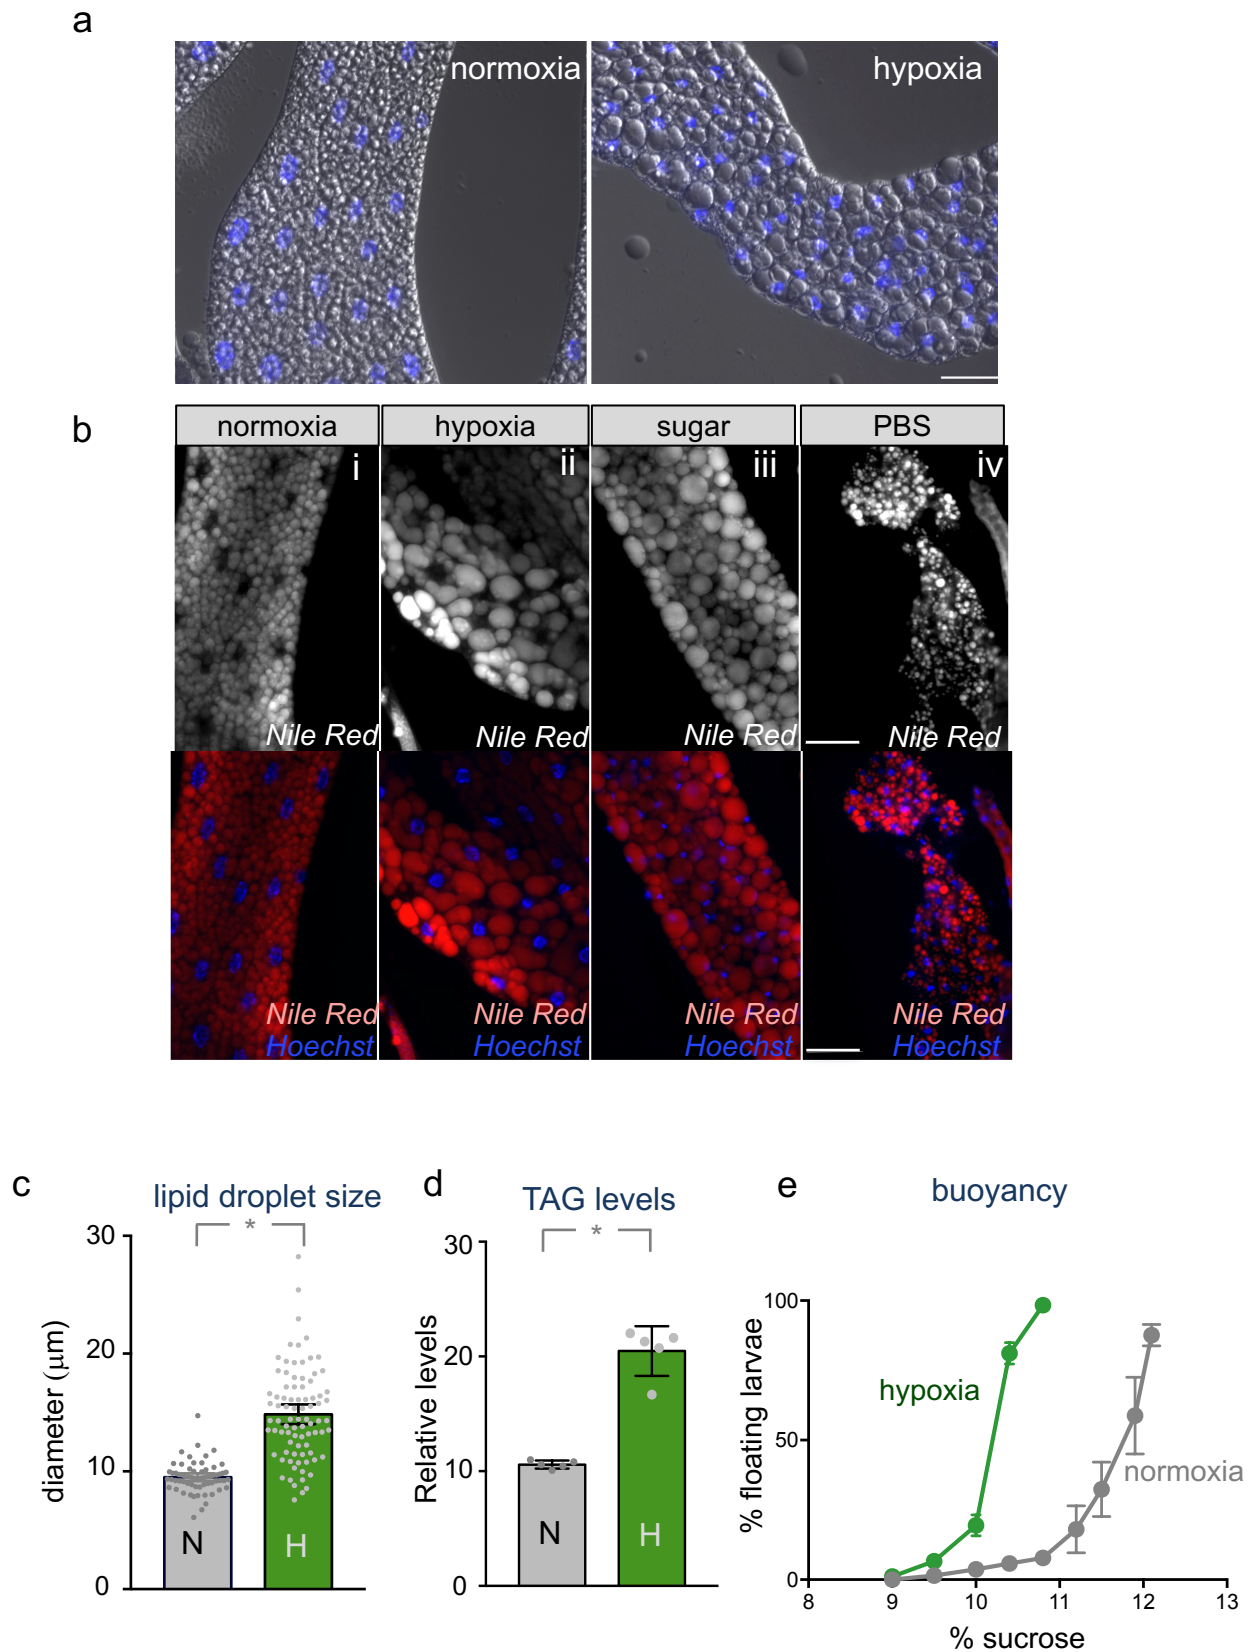 a
normoxia
hypoxia
b
normoxia
hypoxia
sugar
PBS
i
ii
iii
iv
Nile Red
Nile Red
Nile Red
Nile Red
Nile Red
Hoechst
Nile Red
Hoechst
Nile Red
Hoechst
Nile Red
Hoechst
c
lipid droplet size
*
30
20
10
0
diameter (μm)
N
H
d
TAG levels
*
30
20
10
0
Relative levels
N
H
e
buoyancy
100
50
0
% floating larvae
hypoxia
normoxia
8
9
10
11
12
13
% sucrose